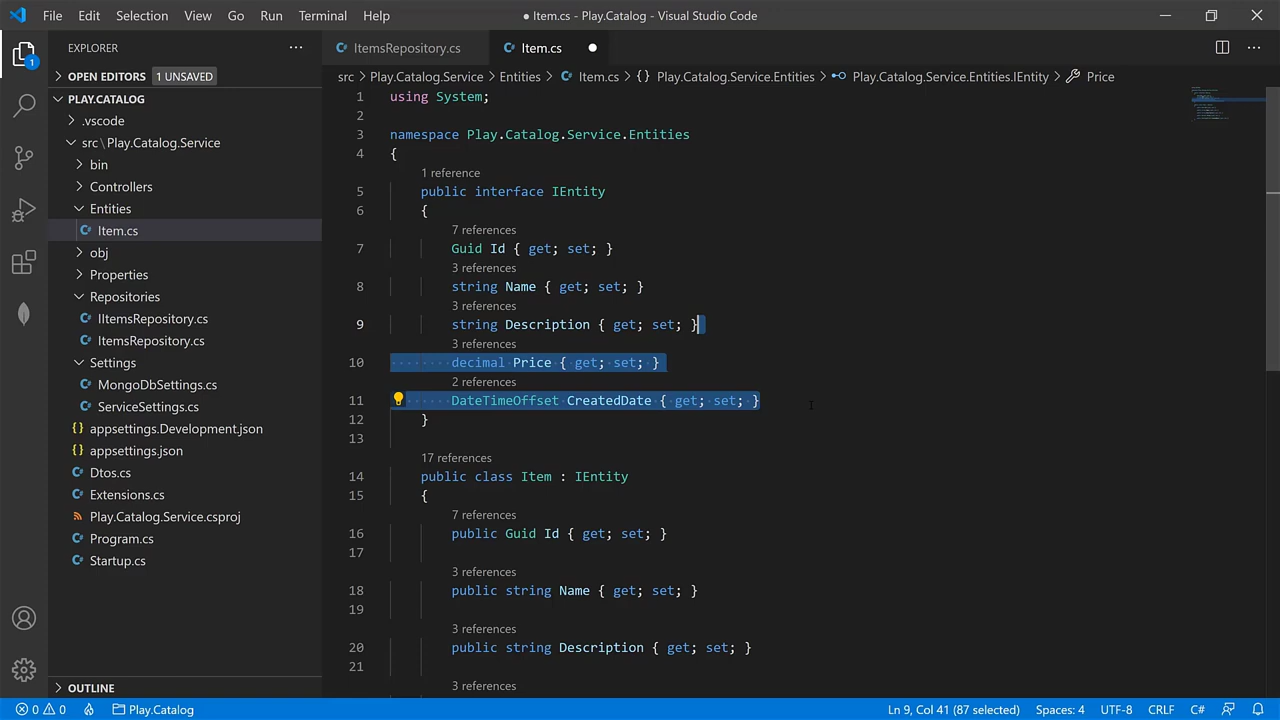 File Edit Selection View Go Run Terminal Help
● Item.cs - Play.Catalog - Visual Studio Code
EXPLORER
1
OPEN EDITORS 1 UNSAVED
PLAY.CATALOG
.vscode
src \ Play.Catalog.Service
bin
Controllers
Entities
Item.cs
obj
Properties
Repositories
IItemsRepository.cs
ItemsRepository.cs
Settings
MongoDbSettings.cs
ServiceSettings.cs
appsettings.Development.json
appsettings.json
Dtos.cs
Extensions.cs
Play.Catalog.Service.csproj
Program.cs
Startup.cs
OUTLINE
ItemsRepository.cs Item.cs ●
src > Play.Catalog.Service > Entities > Item.cs > {} Play.Catalog.Service.Entities > Play.Catalog.Service.Entities.IEntity > Price
1 using System;
2
3 namespace Play.Catalog.Service.Entities
4 {
1 reference
5 public interface IEntity
6 {
7 references
7 Guid Id { get; set; }
3 references
8 string Name { get; set; }
3 references
9 string Description { get; set; }
3 references
10 decimal Price { get; set; }
2 references
11 DateTimeOffset CreatedDate { get; set; }
12 }
13
17 references
14 public class Item : IEntity
15 {
7 references
16 public Guid Id { get; set; }
17
3 references
18 public string Name { get; set; }
19
3 references
20 public string Description { get; set; }
21
3 references
0 0 Play.Catalog Ln 9, Col 41 (87 selected) Spaces: 4 UTF-8 CRLF C#